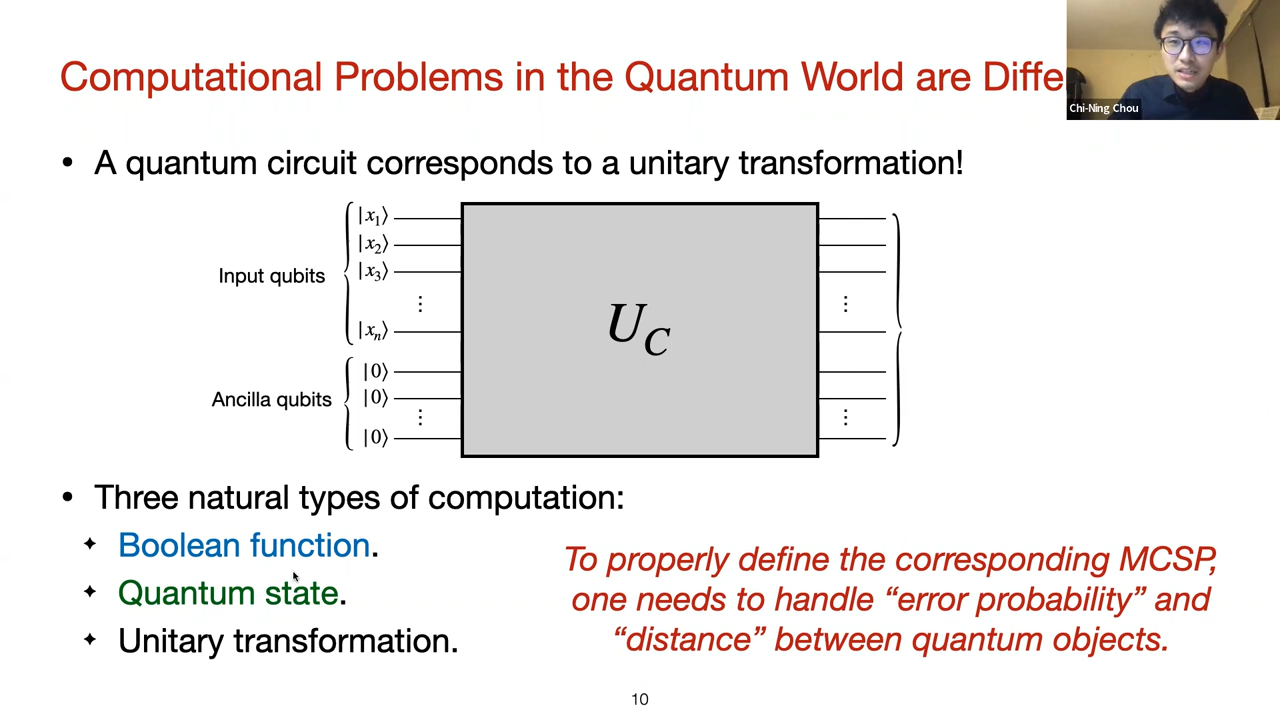 Computational Problems in the Quantum World are Diffe
Chi-Ning Chou
• A quantum circuit corresponds to a unitary transformation!
|x₁⟩
|x₂⟩
Input qubits
|x₃⟩
⋮ ⋮
|xₙ⟩
U_C
|0⟩
Ancilla qubits
|0⟩
⋮ ⋮
|0⟩
• Three natural types of computation:
✦ Boolean function.
✦ Quantum state.
✦ Unitary transformation.
To properly define the corresponding MCSP,
one needs to handle “error probability” and
“distance” between quantum objects.
10